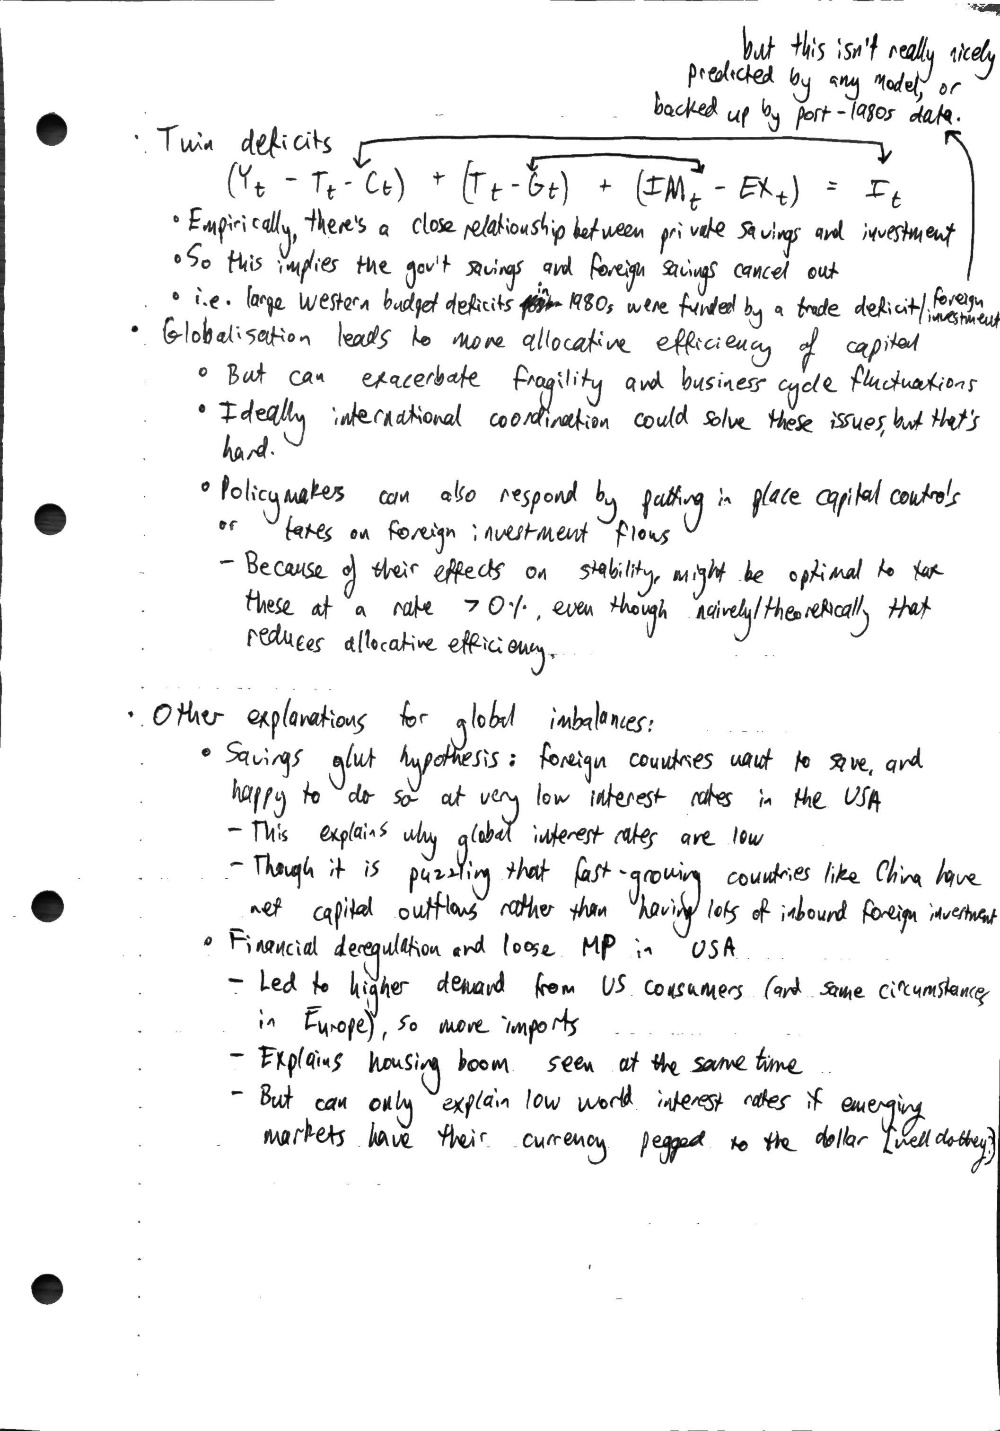 but this isn't really nicely
predicted by any model, or
backed up by post-1980s data.
· Twin deficits
(Yt - Tt - Ct) + (Tt - Gt) + (IMt - EXt) = It
• Empirically, there's a close relationship between private savings and investment
• So this implies the gov't savings and foreign savings cancel out
• i.e. large Western budget deficits in 1980s were funded by a trade deficit/foreign investment
• Globalisation leads to more allocative efficiency of capital
• But can exacerbate fragility and business cycle fluctuations
• Ideally international coordination could solve these issues, but that's
hard.
• Policymakers can also respond by putting in place capital controls
or taxes on foreign investment flows
- Because of their effects on stability, might be optimal to tax
these at a rate >0%, even though naively/theoretically that
reduces allocative efficiency.
· Other explanations for global imbalances:
• Savings glut hypothesis: foreign countries want to save, and
happy to do so at very low interest rates in the USA
- This explains why global interest rates are low
- Though it is puzzling that fast-growing countries like China have
net capital outflows rather than having lots of inbound foreign investment
• Financial deregulation and loose MP in USA
- Led to higher demand from US consumers (and same circumstances
in Europe), so more imports
- Explains housing boom seen at the same time
- But can only explain low world interest rates if emerging
markets have their currency pegged to the dollar [well do they?]